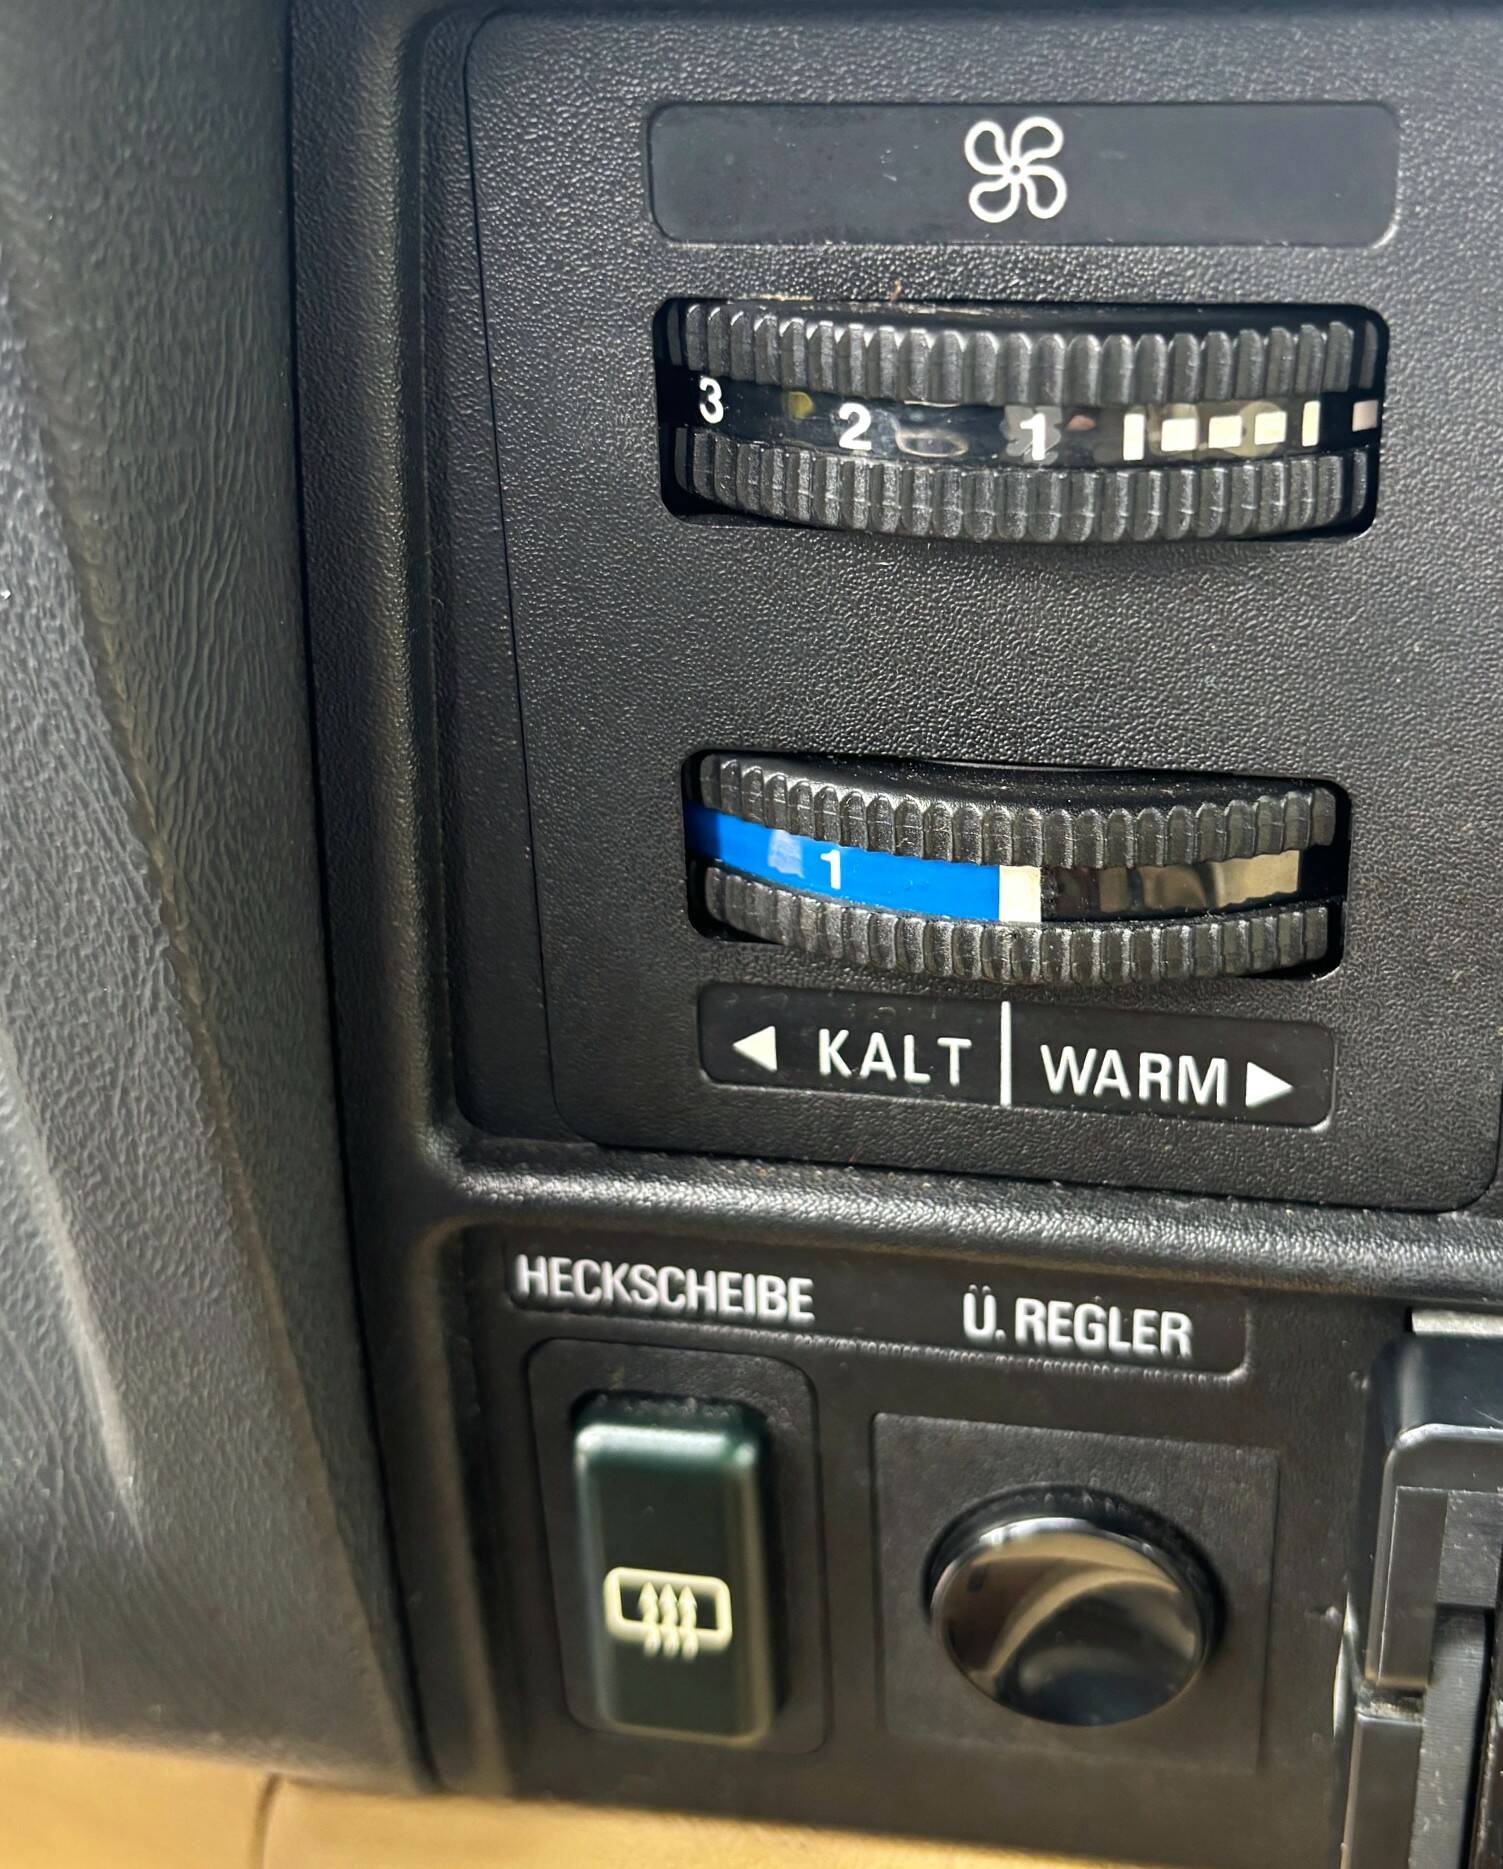 3 2 1
1
◀ KALT | WARM ▶
HECKSCHEIBE Ü. REGLER